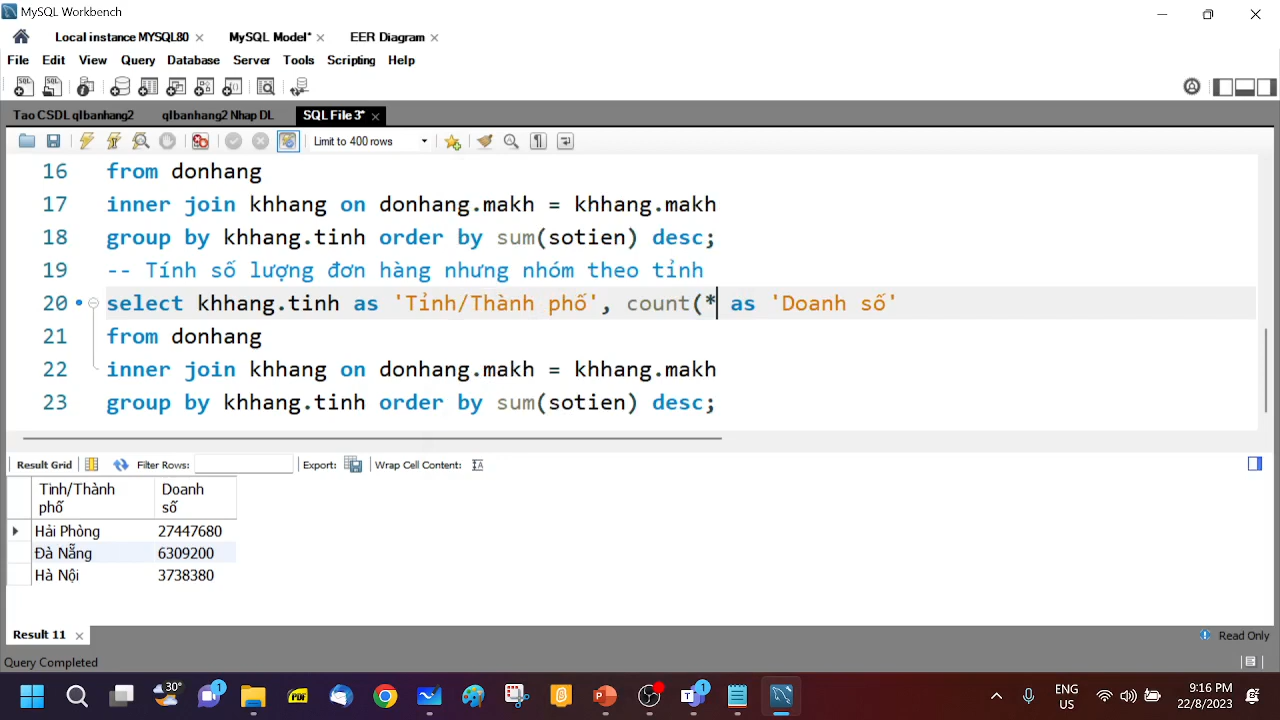 MySQL Workbench
Local instance MYSQL80
MySQL Model*
EER Diagram
File Edit View Query Database Server Tools Scripting Help
Tao CSDL qlbanhang2
qlbanhang2 Nhap DL
SQL File 3*
Limit to 400 rows
16 from donhang
17 inner join khhang on donhang.makh = khhang.makh
18 group by khhang.tinh order by sum(sotien) desc;
19 -- Tính số lượng đơn hàng nhưng nhóm theo tỉnh
20 select khhang.tinh as 'Tỉnh/Thành phố', count(* as 'Doanh số'
21 from donhang
22 inner join khhang on donhang.makh = khhang.makh
23 group by khhang.tinh order by sum(sotien) desc;
Result Grid Filter Rows: Export: Wrap Cell Content:
Tỉnh/Thành phố Doanh số
Hải Phòng 27447680
Đà Nẵng 6309200
Hà Nội 3738380
Result 11
Read Only
Query Completed
30°
1
PDF
1
ENG
US
9:16 PM
22/8/2023